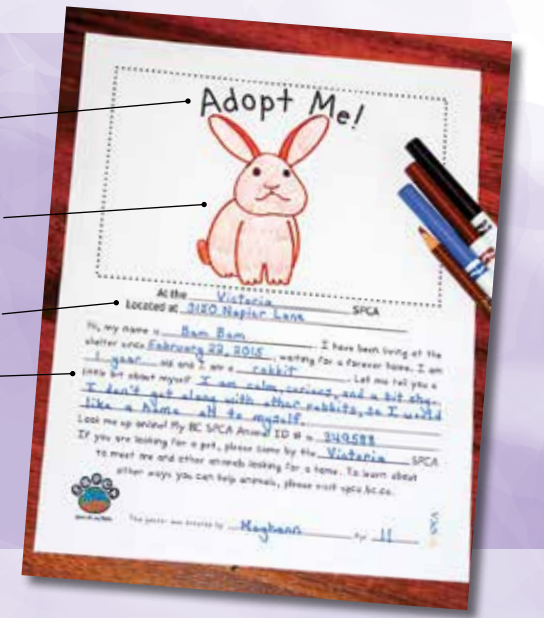 Adopt Me!
At the Victoria SPCA
Located at 3150 Napier Lane
Hi, my name is Bam Bam. I have been living at the
shelter since February 22, 2015, waiting for a forever home. I am
1 year old and I am a rabbit. Let me tell you a
little bit about myself I am calm, curious, and a bit shy.
I don't get along with other rabbits, so I would
like a home all to myself.
Look me up online! My BC SPCA Animal ID # is 349588
If you are looking for a pet, please come by the Victoria SPCA
to meet me and other animals looking for a home. To learn about
other ways you can help animals, please visit spca.bc.ca.
This poster was created by Meghann Age 11